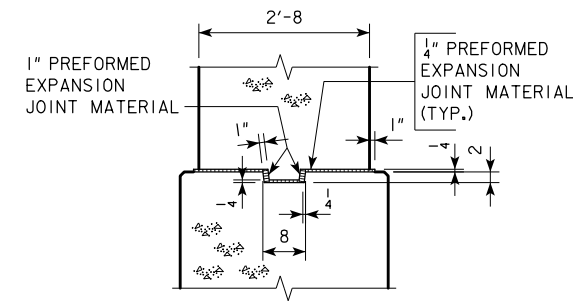 2'-8
1" PREFORMED
EXPANSION
JOINT MATERIAL
1/4" PREFORMED
EXPANSION
JOINT MATERIAL
(TYP.)
1"
1"
1/4
2
1/4
1/4
8